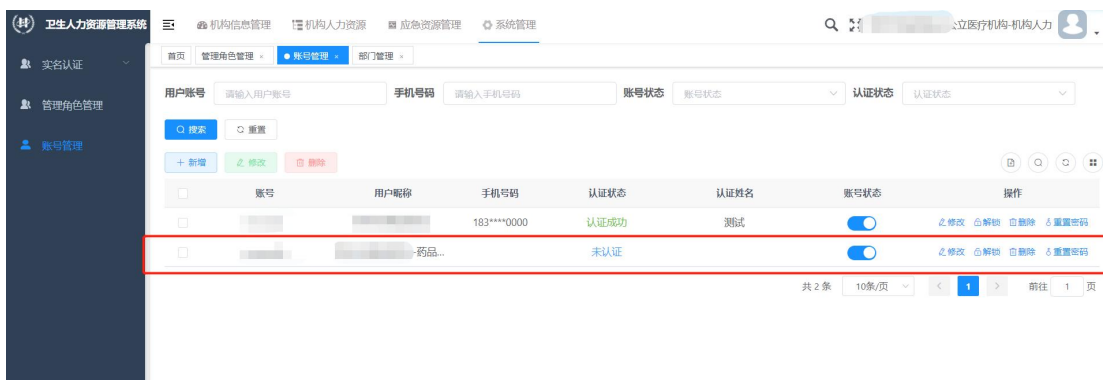 卫生人力资源管理系统 机构信息管理 机构人力资源 应急资源管理 系统管理 公立医疗机构-机构人力
首页 管理角色管理 × 账号管理 × 部门管理 ×
实名认证
管理角色管理
账号管理
用户账号 请输入用户账号 手机号码 请输入手机号码 账号状态 账号状态 认证状态 认证状态
搜索 重置
+ 新增 修改 删除
账号 用户昵称 手机号码 认证状态 认证姓名 账号状态 操作
183****0000 认证成功 测试 修改 解锁 删除 重置密码
-药品... 未认证 修改 解锁 删除 重置密码
共 2 条 10条/页 < 1 > 前往 1 页